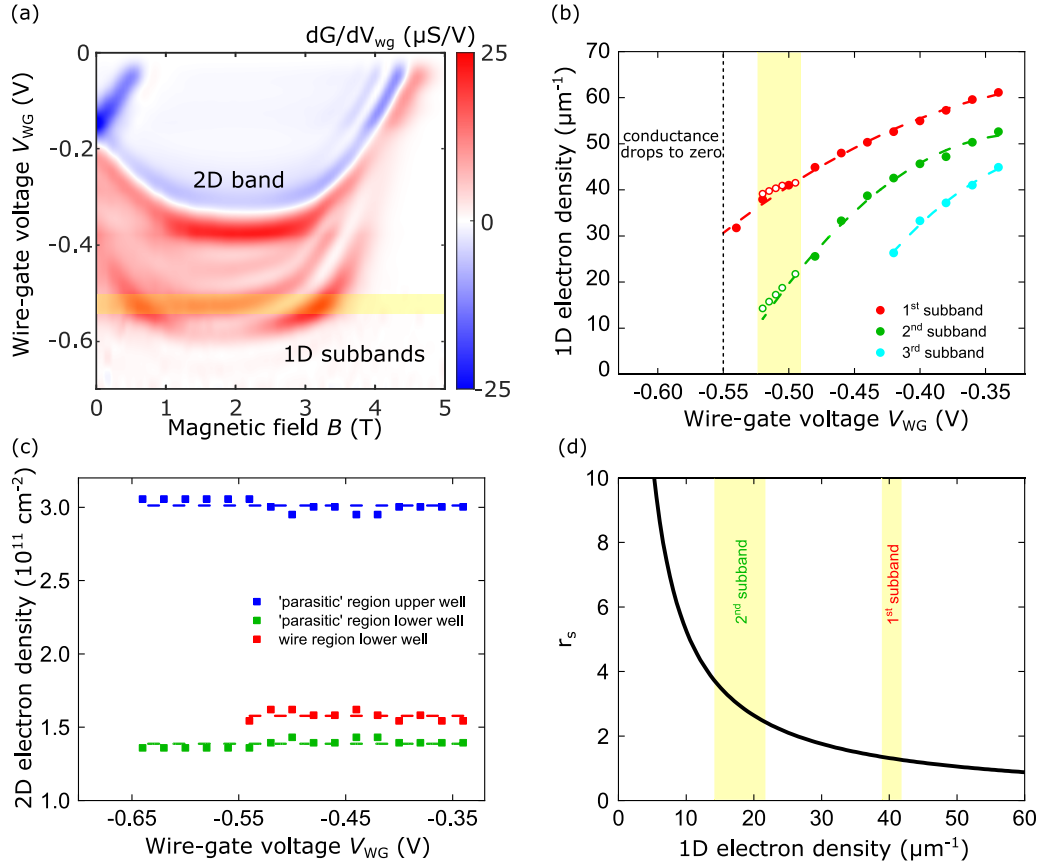 (a)
dG/dV_WG (µS/V)
25
0
-25
0
-0.2
-0.4
-0.6
Wire-gate voltage V_WG (V)
2D band
1D subbands
0 1 2 3 4 5
Magnetic field B (T)
(b)
70
60
50
40
30
20
10
0
1D electron density (µm⁻¹)
conductance
drops to zero
1st subband
2nd subband
3rd subband
-0.60 -0.55 -0.50 -0.45 -0.40 -0.35
Wire-gate voltage V_WG (V)
(c)
3.0
2.5
2.0
1.5
1.0
2D electron density (10¹¹ cm⁻²)
'parasitic' region upper well
'parasitic' region lower well
wire region lower well
-0.65 -0.55 -0.45 -0.35
Wire-gate voltage V_WG (V)
(d)
10
8
6
4
2
0
r_s
2nd subband
1st subband
0 10 20 30 40 50 60
1D electron density (µm⁻¹)